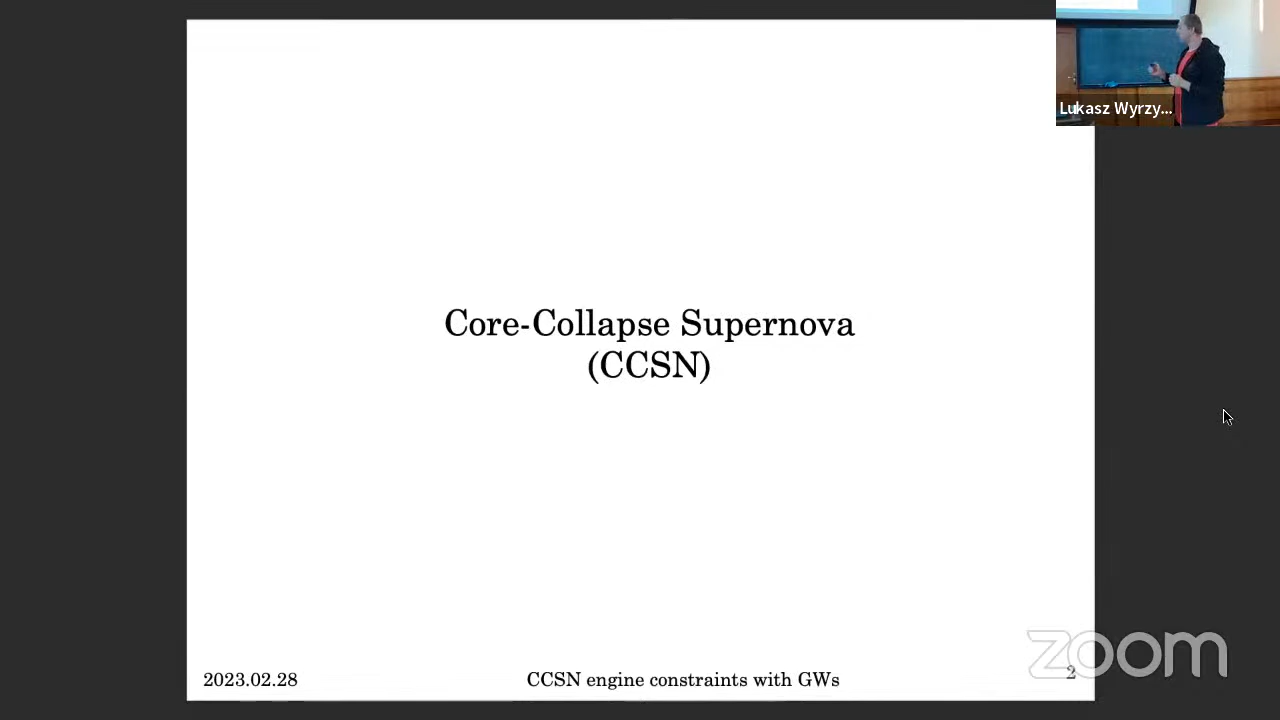 Lukasz Wyrzy...
Core-Collapse Supernova
(CCSN)
zoom
2023.02.28
CCSN engine constraints with GWs
2